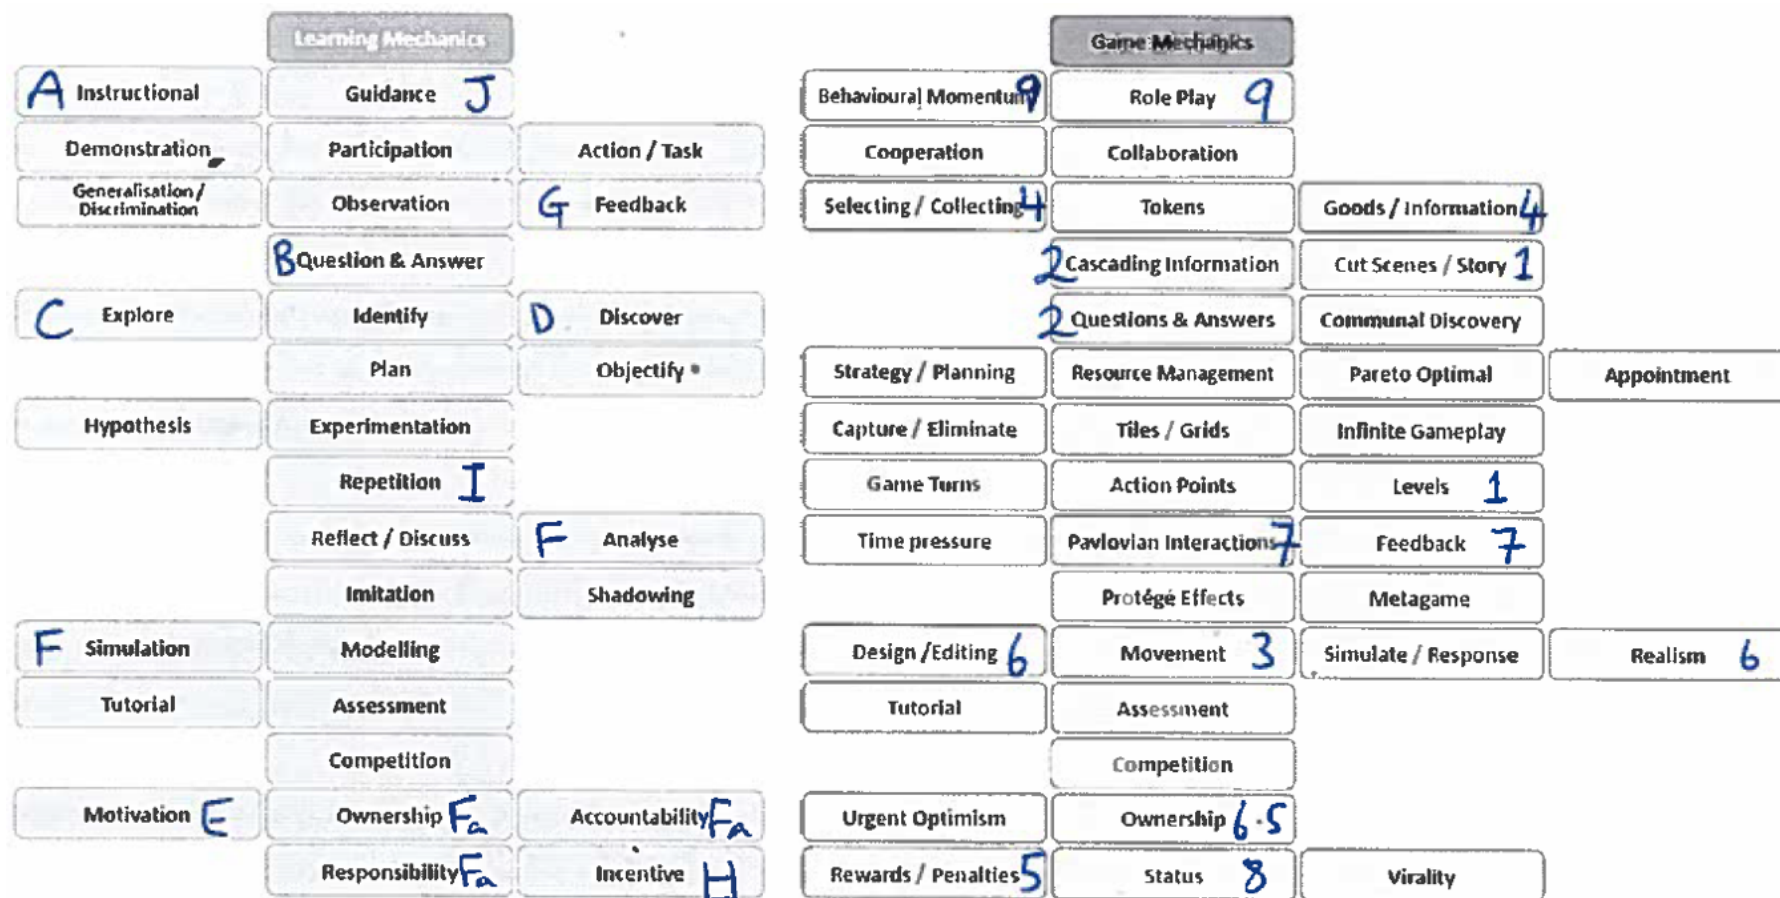 Learning Mechanics
Game Mechanics
A Instructional
Guidance J
Demonstration
Participation
Action / Task
Generalisation /
Discrimination
Observation
G Feedback
B Question & Answer
C Explore
Identify
D. Discover
Plan
Objectify
Hypothesis
Experimentation
Repetition I
Reflect / Discuss
F Analyse
Imitation
Shadowing
F Simulation
Modelling
Tutorial
Assessment
Competition
Motivation E
Ownership Fa
Accountability Fa
Responsibility Fa
Incentive H
Behavioural Momentum 9
Role Play 9
Cooperation
Collaboration
Selecting / Collecting 4
Tokens
Goods / Information 4
2 Cascading Information
Cut Scenes / Story 1
2 Questions & Answers
Communal Discovery
Strategy / Planning
Resource Management
Pareto Optimal
Appointment
Capture / Eliminate
Tiles / Grids
Infinite Gameplay
Game Turns
Action Points
Levels 1
Time pressure
Pavlovian Interactions 7
Feedback 7
Protégé Effects
Metagame
Design / Editing 6
Movement 3
Simulate / Response
Realism 6
Tutorial
Assessment
Competition
Urgent Optimism
Ownership 6.5
Rewards / Penalties 5
Status 8
Virality